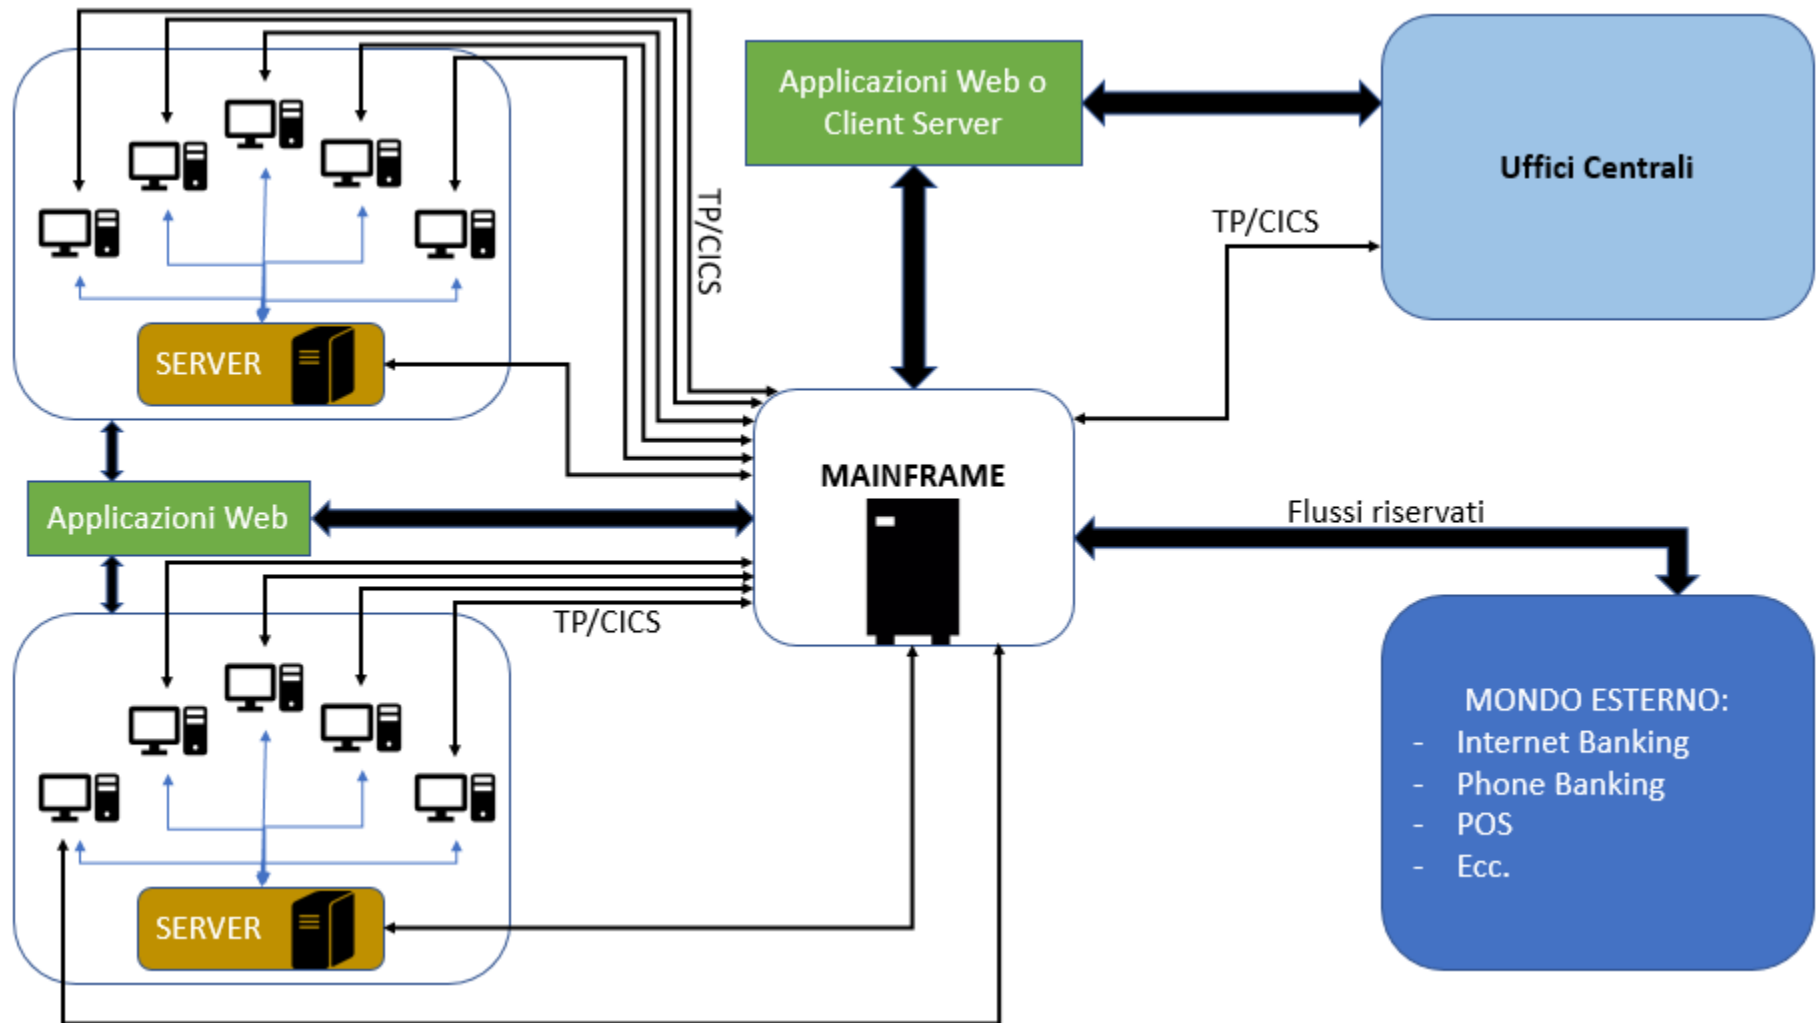 Applicazioni Web o
Client Server
Uffici Centrali
TP/CICS
TP/CICS
SERVER
MAINFRAME
Applicazioni Web
Flussi riservati
TP/CICS
MONDO ESTERNO:
- Internet Banking
- Phone Banking
- POS
- Ecc.
SERVER